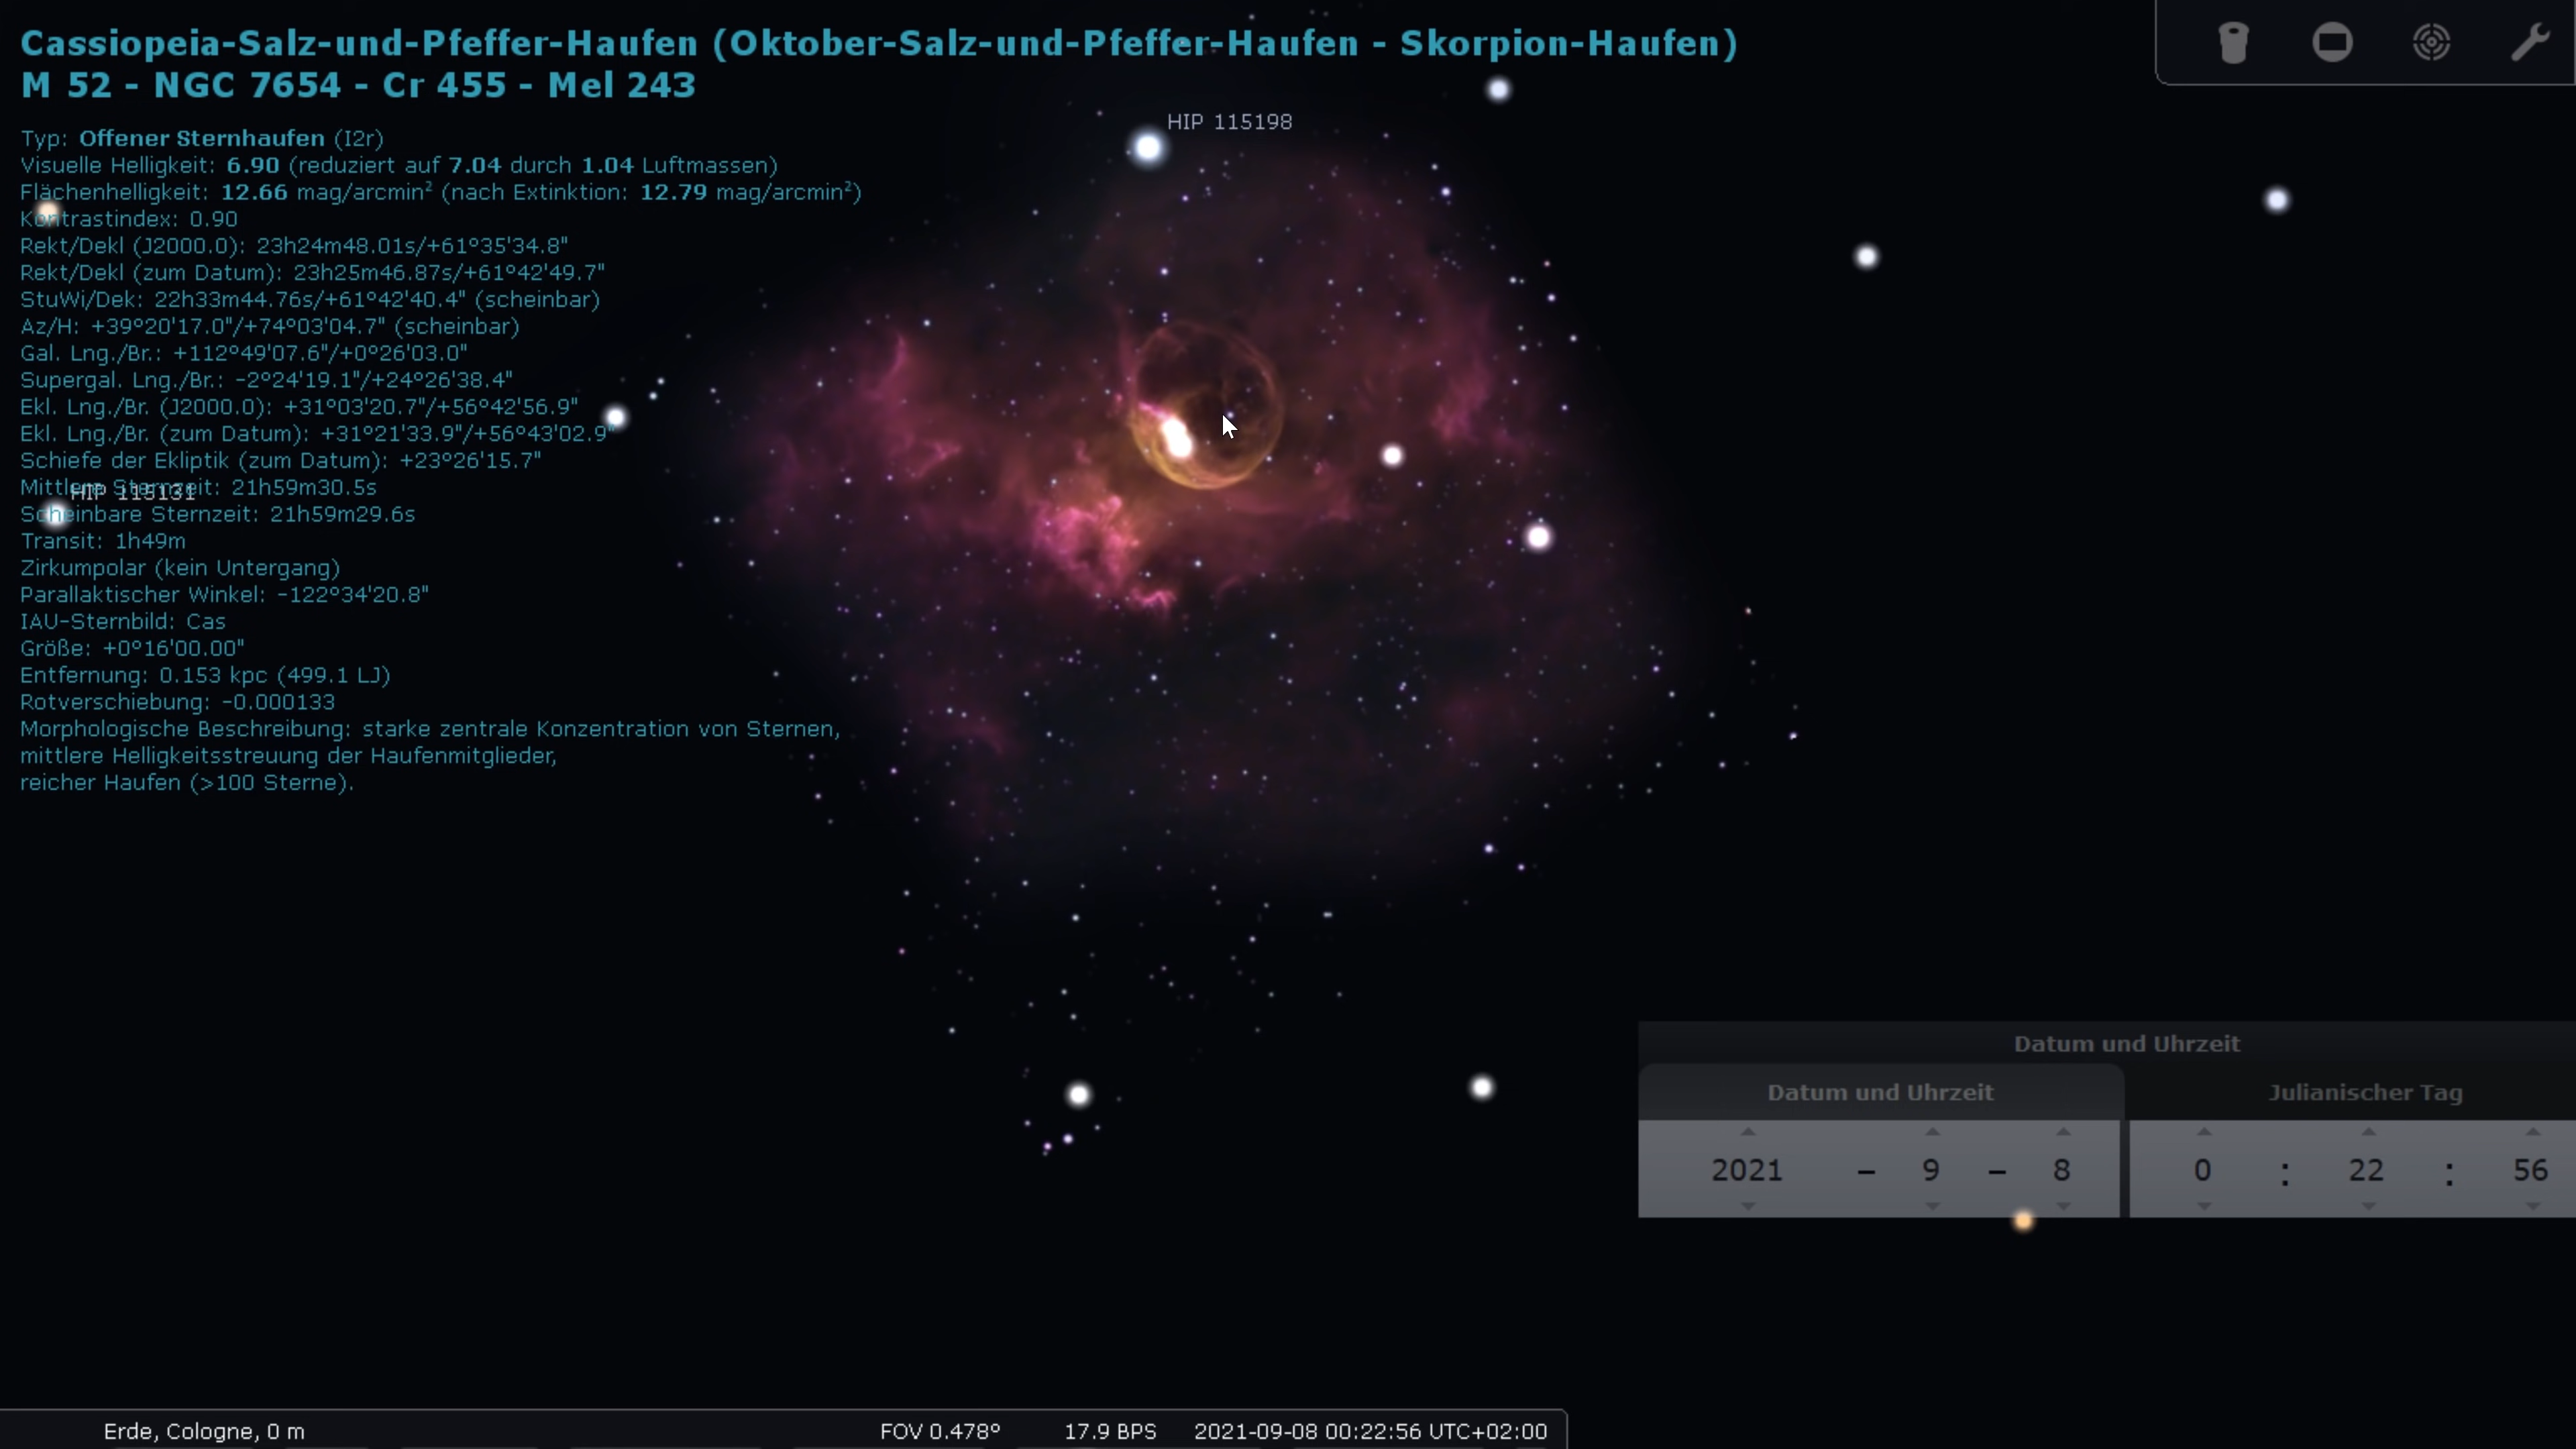 Cassiopeia-Salz-und-Pfeffer-Haufen (Oktober-Salz-und-Pfeffer-Haufen - Skorpion-Haufen)
M 52 - NGC 7654 - Cr 455 - Mel 243
Typ: Offener Sternhaufen (I2r)
Visuelle Helligkeit: 6.90 (reduziert auf 7.04 durch 1.04 Luftmassen)
Flächenhelligkeit: 12.66 mag/arcmin² (nach Extinktion: 12.79 mag/arcmin²)
Kontrastindex: 0.90
Rekt/Dekl (J2000.0): 23h24m48.01s/+61°35'34.8"
Rekt/Dekl (zum Datum): 23h25m46.87s/+61°42'49.7"
StuWi/Dek: 22h33m44.76s/+61°42'40.4" (scheinbar)
Az/H: +39°20'17.0"/+74°03'04.7" (scheinbar)
Gal. Lng./Br.: +112°49'07.6"/+0°26'03.0"
Supergal. Lng./Br.: -2°24'19.1"/+24°26'38.4"
Ekl. Lng./Br. (J2000.0): +31°03'20.7"/+56°42'56.9"
Ekl. Lng./Br. (zum Datum): +31°21'33.9"/+56°43'02.9"
Schiefe der Ekliptik (zum Datum): +23°26'15.7"
Mittlere Sternzeit: 21h59m30.5s
HIP 115131
Scheinbare Sternzeit: 21h59m29.6s
Transit: 1h49m
Zirkumpolar (kein Untergang)
Parallaktischer Winkel: -122°34'20.8"
IAU-Sternbild: Cas
Größe: +0°16'00.00"
Entfernung: 0.153 kpc (499.1 LJ)
Rotverschiebung: -0.000133
Morphologische Beschreibung: starke zentrale Konzentration von Sternen,
mittlere Helligkeitsstreuung der Haufenmitglieder,
reicher Haufen (>100 Sterne).
HIP 115198
Datum und Uhrzeit
Datum und Uhrzeit Julianischer Tag
2021 - 9 - 8 0 : 22 : 56
Erde, Cologne, 0 m FOV 0.478° 17.9 BPS 2021-09-08 00:22:56 UTC+02:00